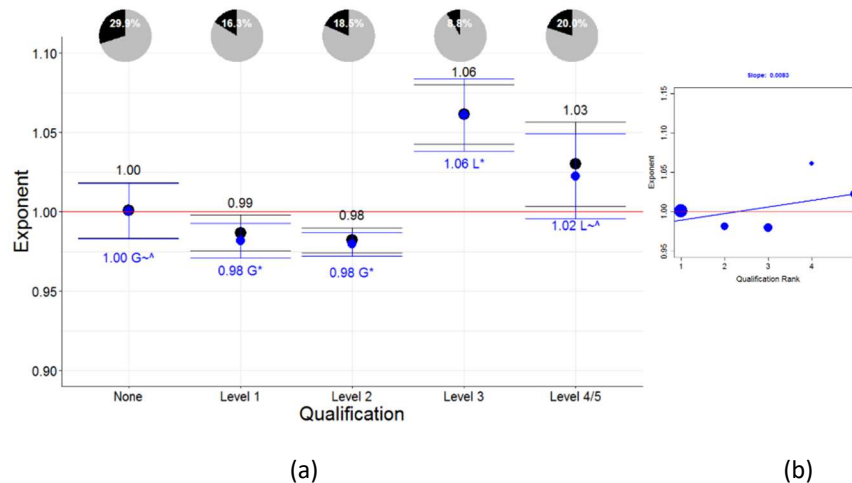 29.9% 16.3% 18.5% 8.8% 20.0%
1.10
1.05
1.00
0.95
0.90
Exponent
1.00
1.00 G~^
0.99
0.98 G*
0.98
0.98 G*
1.06
1.06 L*
1.03
1.02 L~^
None Level 1 Level 2 Level 3 Level 4/5
Qualification
(a)
Slope: 0.0083
1.15
1.10
1.05
1.00
0.95
Exponent
1 2 3 4
Qualification Rank
(b)